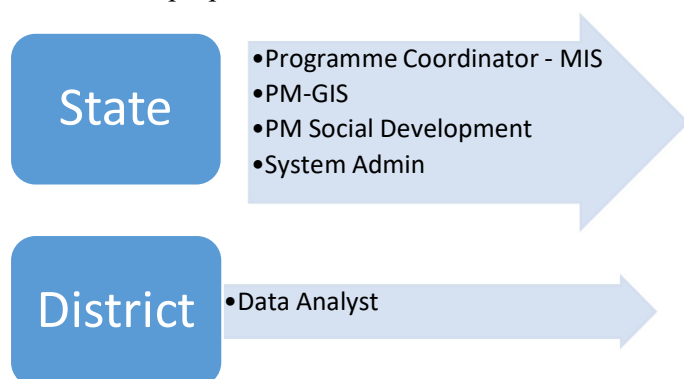 State
•Programme Coordinator - MIS
•PM-GIS
•PM Social Development
•System Admin
District
•Data Analyst